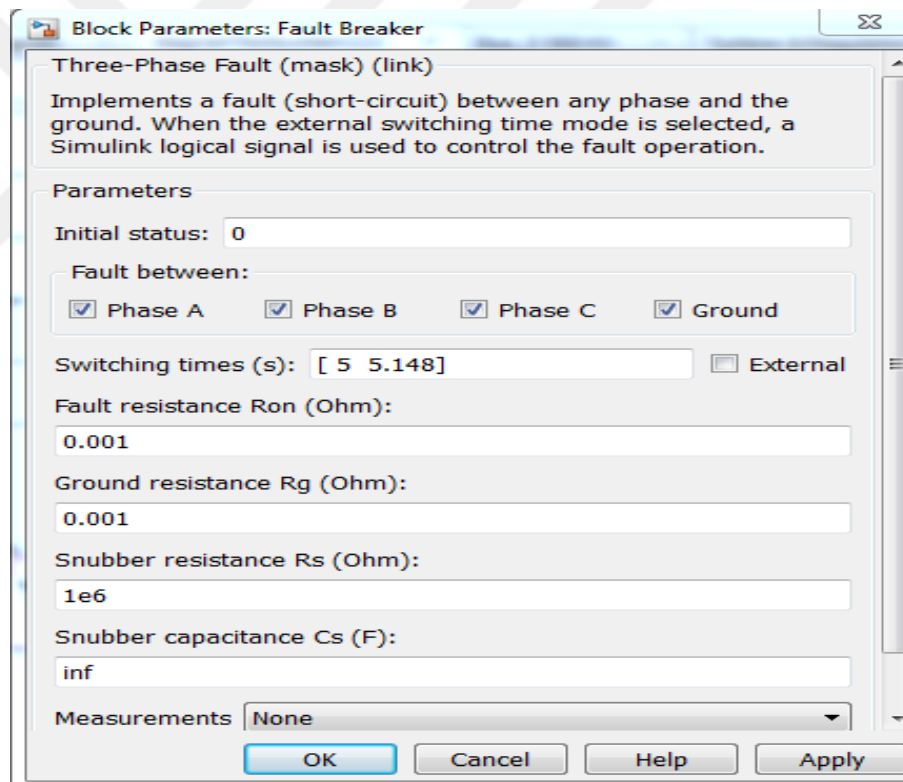 Block Parameters: Fault Breaker
Three-Phase Fault (mask) (link)
Implements a fault (short-circuit) between any phase and the
ground. When the external switching time mode is selected, a
Simulink logical signal is used to control the fault operation.
Parameters
Initial status: 0
Fault between:
Phase A Phase B Phase C Ground
Switching times (s): [ 5 5.148] External
Fault resistance Ron (Ohm):
0.001
Ground resistance Rg (Ohm):
0.001
Snubber resistance Rs (Ohm):
1e6
Snubber capacitance Cs (F):
inf
Measurements None
OK Cancel Help Apply